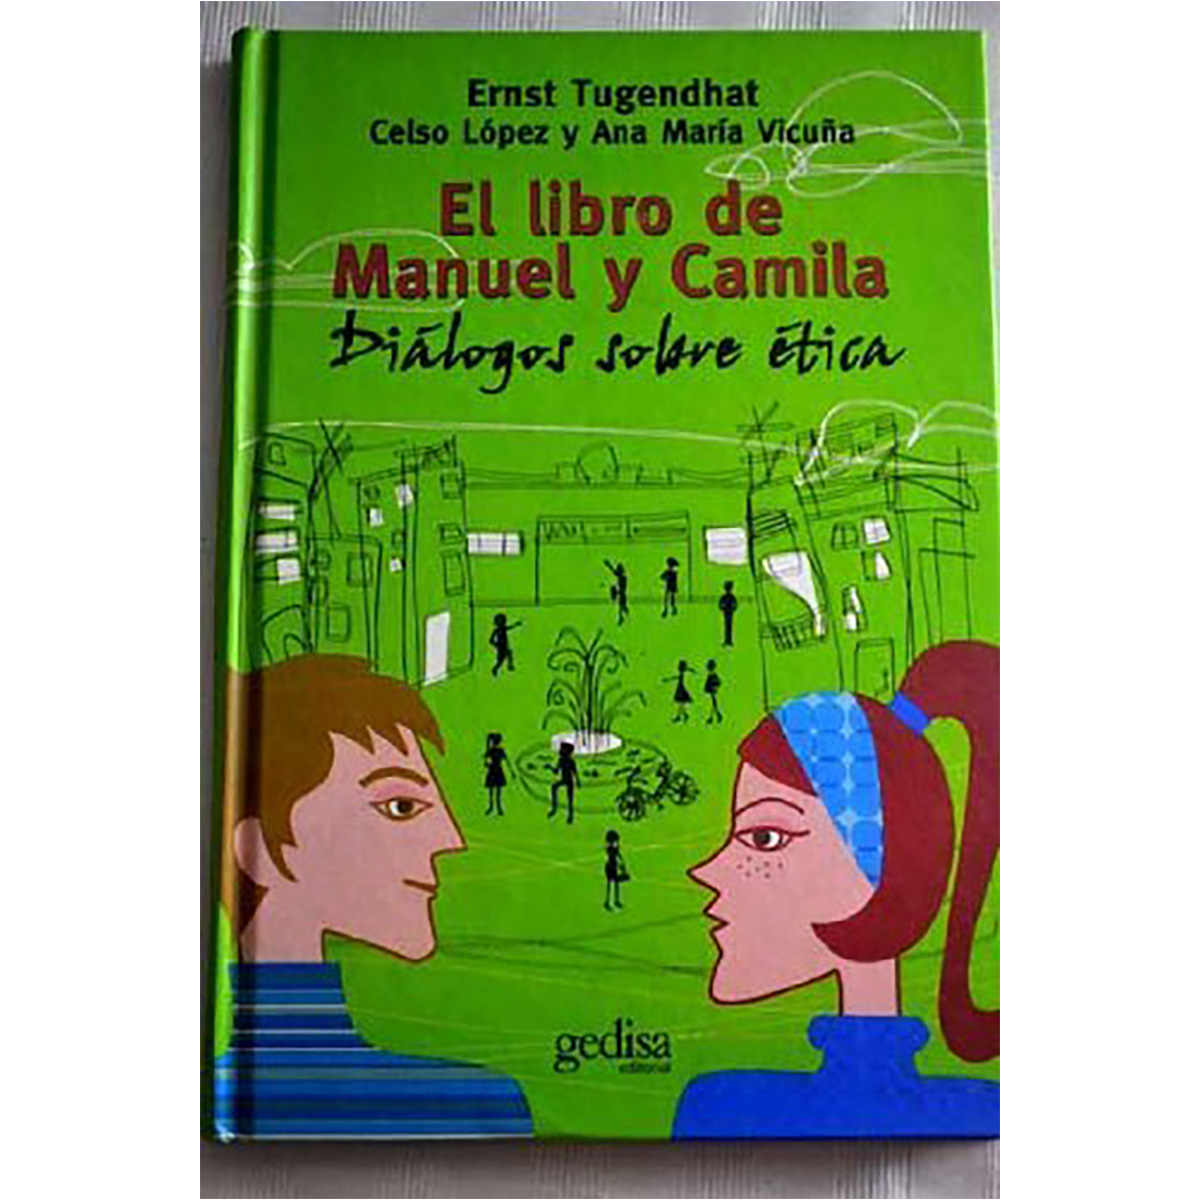 Ernst Tugendhat
Celso López y Ana María Vicuña
El libro de
Manuel y Camila
Diálogos sobre ética
gedisa
editorial